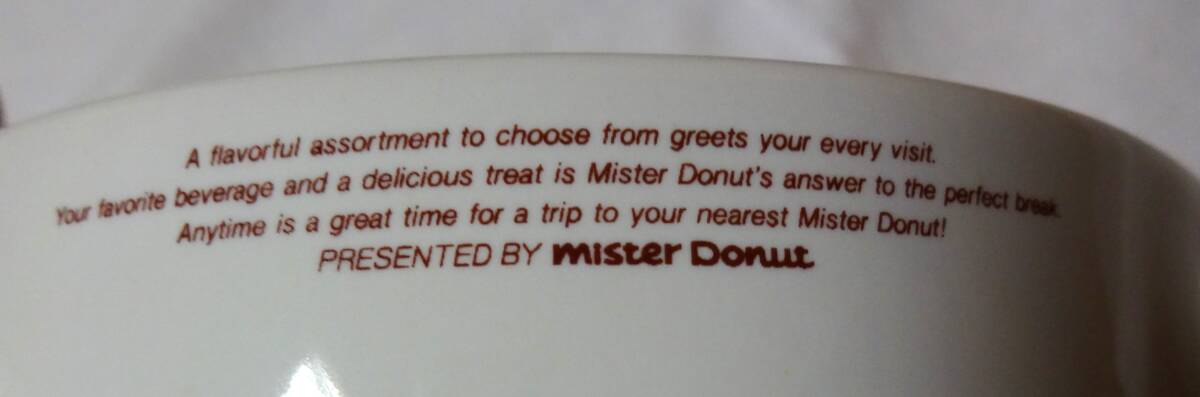 A flavorful assortment to choose from greets your every visit.
Your favorite beverage and a delicious treat is Mister Donut's answer to the perfect break.
Anytime is a great time for a trip to your nearest Mister Donut!
PRESENTED BY mister Donut